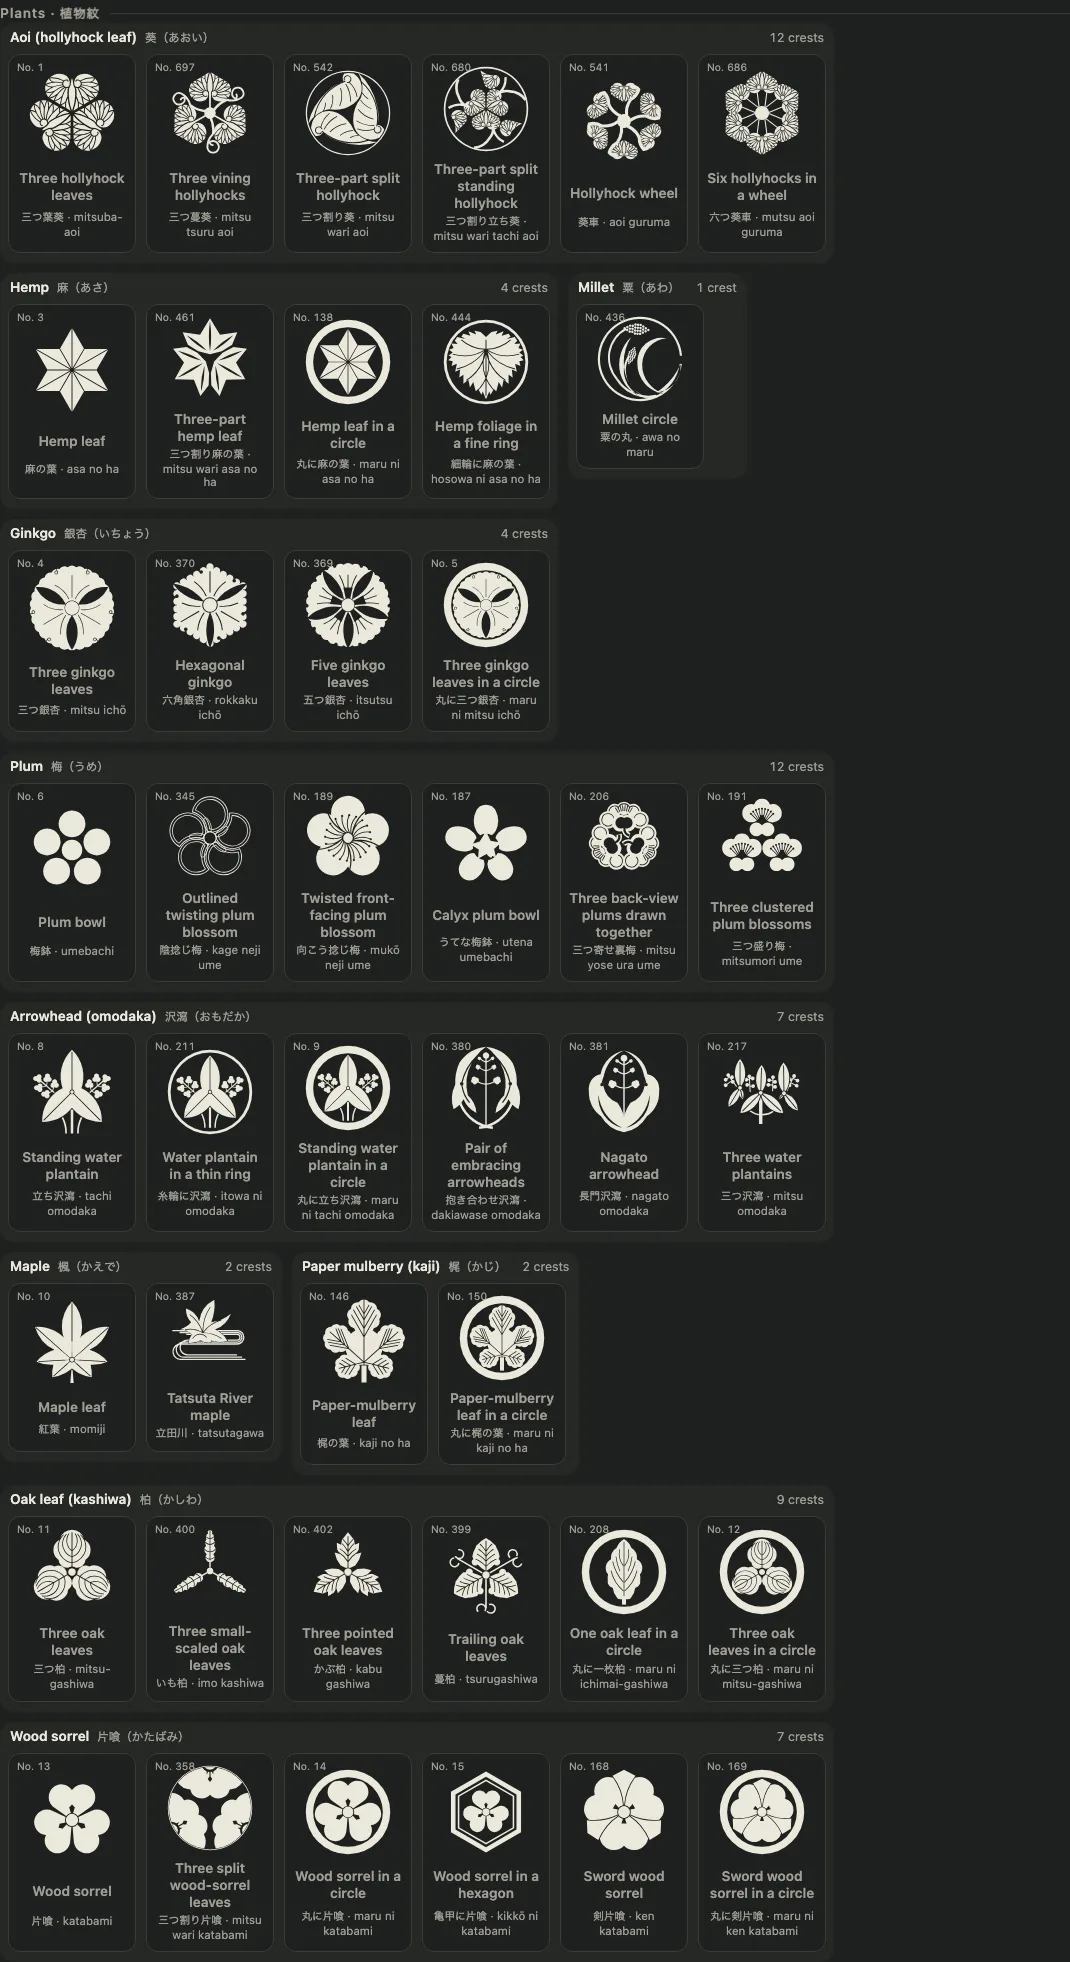 Plants · 植物紋
Aoi (hollyhock leaf) 葵（あおい） 12 crests
No. 1
Three hollyhock
leaves
三つ葉葵 · mitsuba-
aoi
No. 697
Three vining
hollyhocks
三つ蔓葵 · mitsu
tsuru aoi
No. 542
Three-part split
hollyhock
三つ割り葵 · mitsu
wari aoi
No. 680
Three-part split
standing
hollyhock
三つ割り立ち葵 ·
mitsu wari tachi aoi
No. 541
Hollyhock wheel
葵車 · aoi guruma
No. 686
Six hollyhocks in
a wheel
六つ葵車 · mutsu aoi
guruma
Hemp 麻（あさ） 4 crests
No. 3
Hemp leaf
麻の葉 · asa no ha
No. 461
Three-part
hemp leaf
三つ割り麻の葉 ·
mitsu wari asa no
ha
No. 138
Hemp leaf in a
circle
丸に麻の葉 · maru ni
asa no ha
No. 444
Hemp foliage in
a fine ring
細輪に麻の葉 ·
hosowa ni asa no ha
Millet 粟（あわ） 1 crest
No. 436
Millet circle
粟の丸 · awa no
maru
Ginkgo 銀杏（いちょう） 4 crests
No. 4
Three ginkgo
leaves
三つ銀杏 · mitsu ichō
No. 370
Hexagonal
ginkgo
六角銀杏 · rokkaku
ichō
No. 369
Five ginkgo
leaves
五つ銀杏 · itsutsu
ichō
No. 5
Three ginkgo
leaves in a circle
丸に三つ銀杏 · maru
ni mitsu ichō
Plum 梅（うめ） 12 crests
No. 6
Plum bowl
梅鉢 · umebachi
No. 345
Outlined
twisting plum
blossom
陰捻じ梅 · kage neji
ume
No. 189
Twisted front-
facing plum
blossom
向こう捻じ梅 · mukō
neji ume
No. 187
Calyx plum bowl
うてな梅鉢 · utena
umebachi
No. 206
Three back-view
plums drawn
together
三つ寄せ裏梅 · mitsu
yose ura ume
No. 191
Three clustered
plum blossoms
三つ盛り梅 ·
mitsumori ume
Arrowhead (omodaka) 沢瀉（おもだか） 7 crests
No. 8
Standing water
plantain
立ち沢瀉 · tachi
omodaka
No. 211
Water plantain
in a thin ring
糸輪に沢瀉 · itowa ni
omodaka
No. 9
Standing water
plantain in a
circle
丸に立ち沢瀉 · maru
ni tachi omodaka
No. 380
Pair of
embracing
arrowheads
抱き合わせ沢瀉 ·
dakiawase omodaka
No. 381
Nagato
arrowhead
長門沢瀉 · nagato
omodaka
No. 217
Three water
plantains
三つ沢瀉 · mitsu
omodaka
Maple 楓（かえで） 2 crests
No. 10
Maple leaf
紅葉 · momiji
No. 387
Tatsuta River
maple
立田川 · tatsutagawa
Paper mulberry (kaji) 梶（かじ） 2 crests
No. 146
Paper-mulberry
leaf
梶の葉 · kaji no ha
No. 150
Paper-mulberry
leaf in a circle
丸に梶の葉 · maru ni
kaji no ha
Oak leaf (kashiwa) 柏（かしわ） 9 crests
No. 11
Three oak
leaves
三つ柏 · mitsu-
gashiwa
No. 400
Three small-
scaled oak
leaves
いも柏 · imo kashiwa
No. 402
Three pointed
oak leaves
かぶ柏 · kabu
gashiwa
No. 399
Trailing oak
leaves
蔓柏 · tsurugashiwa
No. 208
One oak leaf in a
circle
丸に一枚柏 · maru ni
ichimai-gashiwa
No. 12
Three oak
leaves in a circle
丸に三つ柏 · maru ni
mitsu-gashiwa
Wood sorrel 片喰（かたばみ） 7 crests
No. 13
Wood sorrel
片喰 · katabami
No. 358
Three split
wood-sorrel
leaves
三つ割り片喰 · mitsu
wari katabami
No. 14
Wood sorrel in a
circle
丸に片喰 · maru ni
katabami
No. 15
Wood sorrel in a
hexagon
亀甲に片喰 · kikkō ni
katabami
No. 168
Sword wood
sorrel
剣片喰 · ken
katabami
No. 169
Sword wood
sorrel in a circle
丸に剣片喰 · maru ni
ken katabami